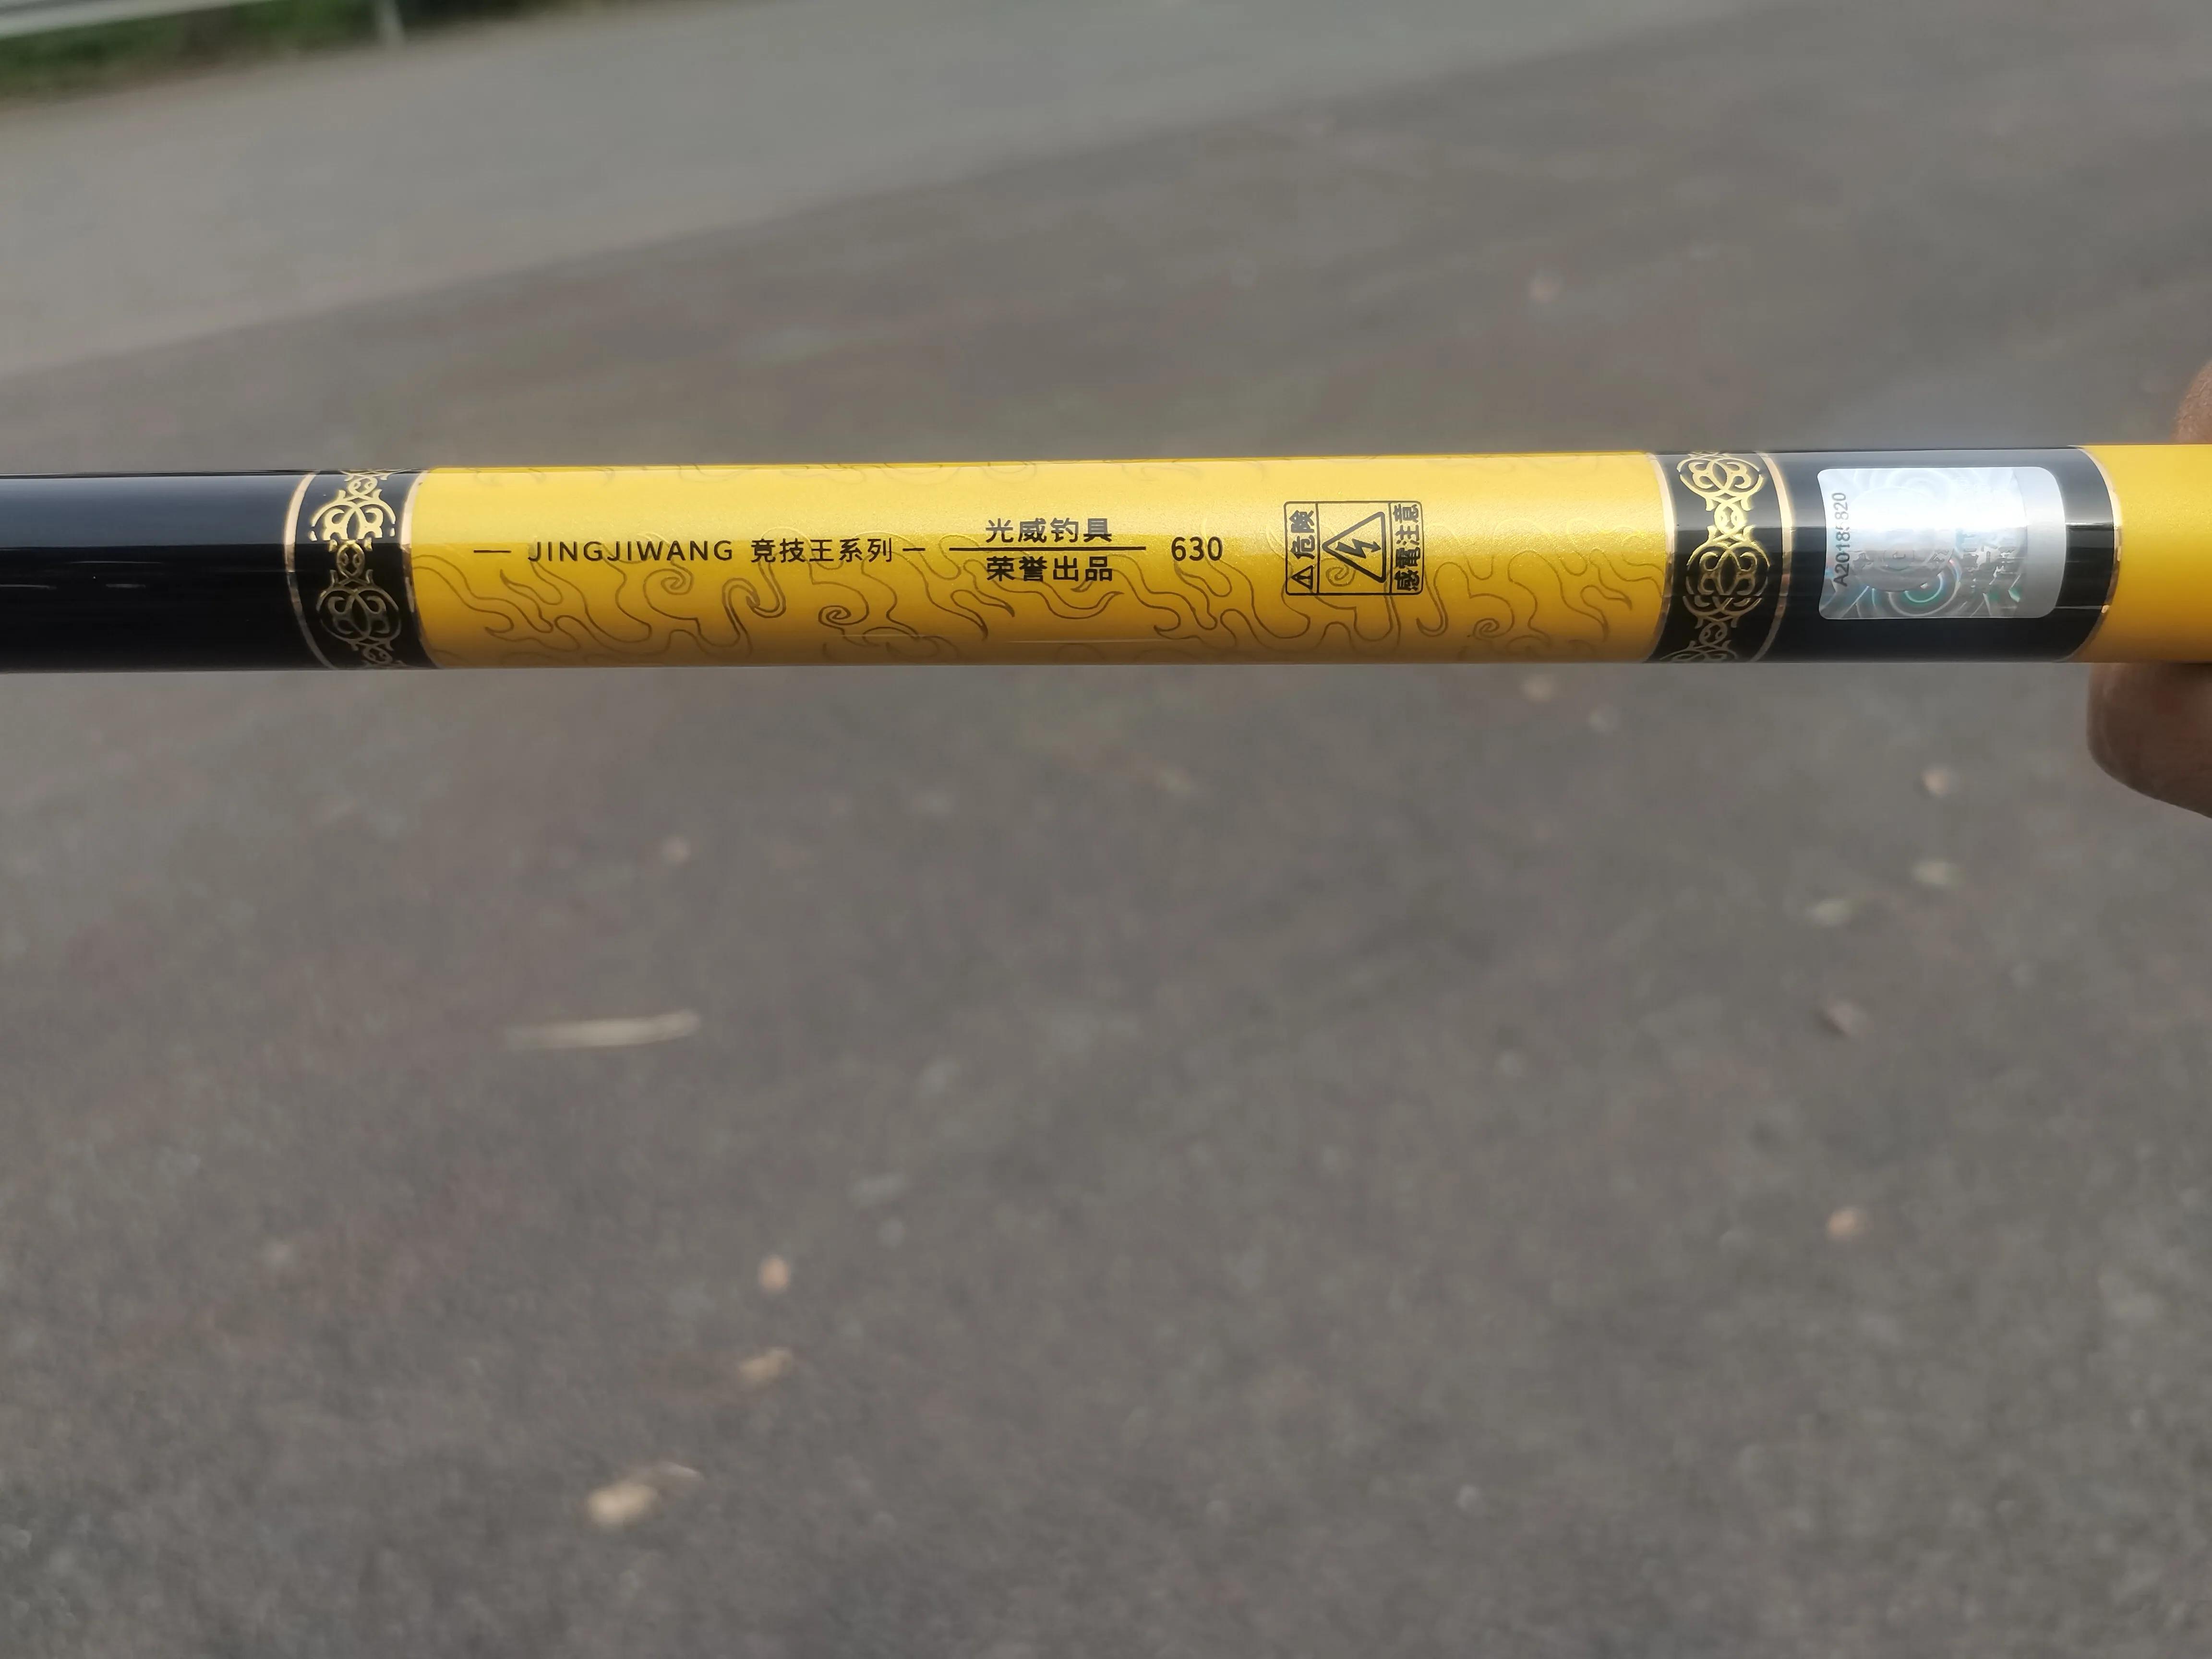 — JINGJIWANG 竞技王系列 —
光威钓具
荣誉出品
630
危險
感電注意